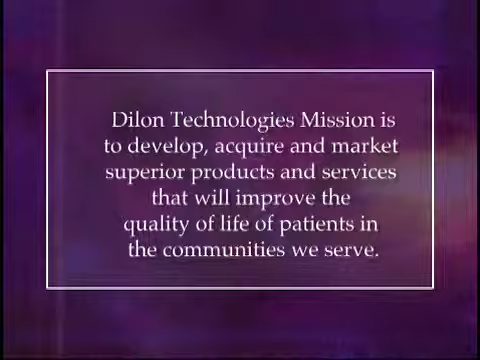 Dilon Technologies Mission is
to develop, acquire and market
superior products and services
that will improve the
quality of life of patients in
the communities we serve.